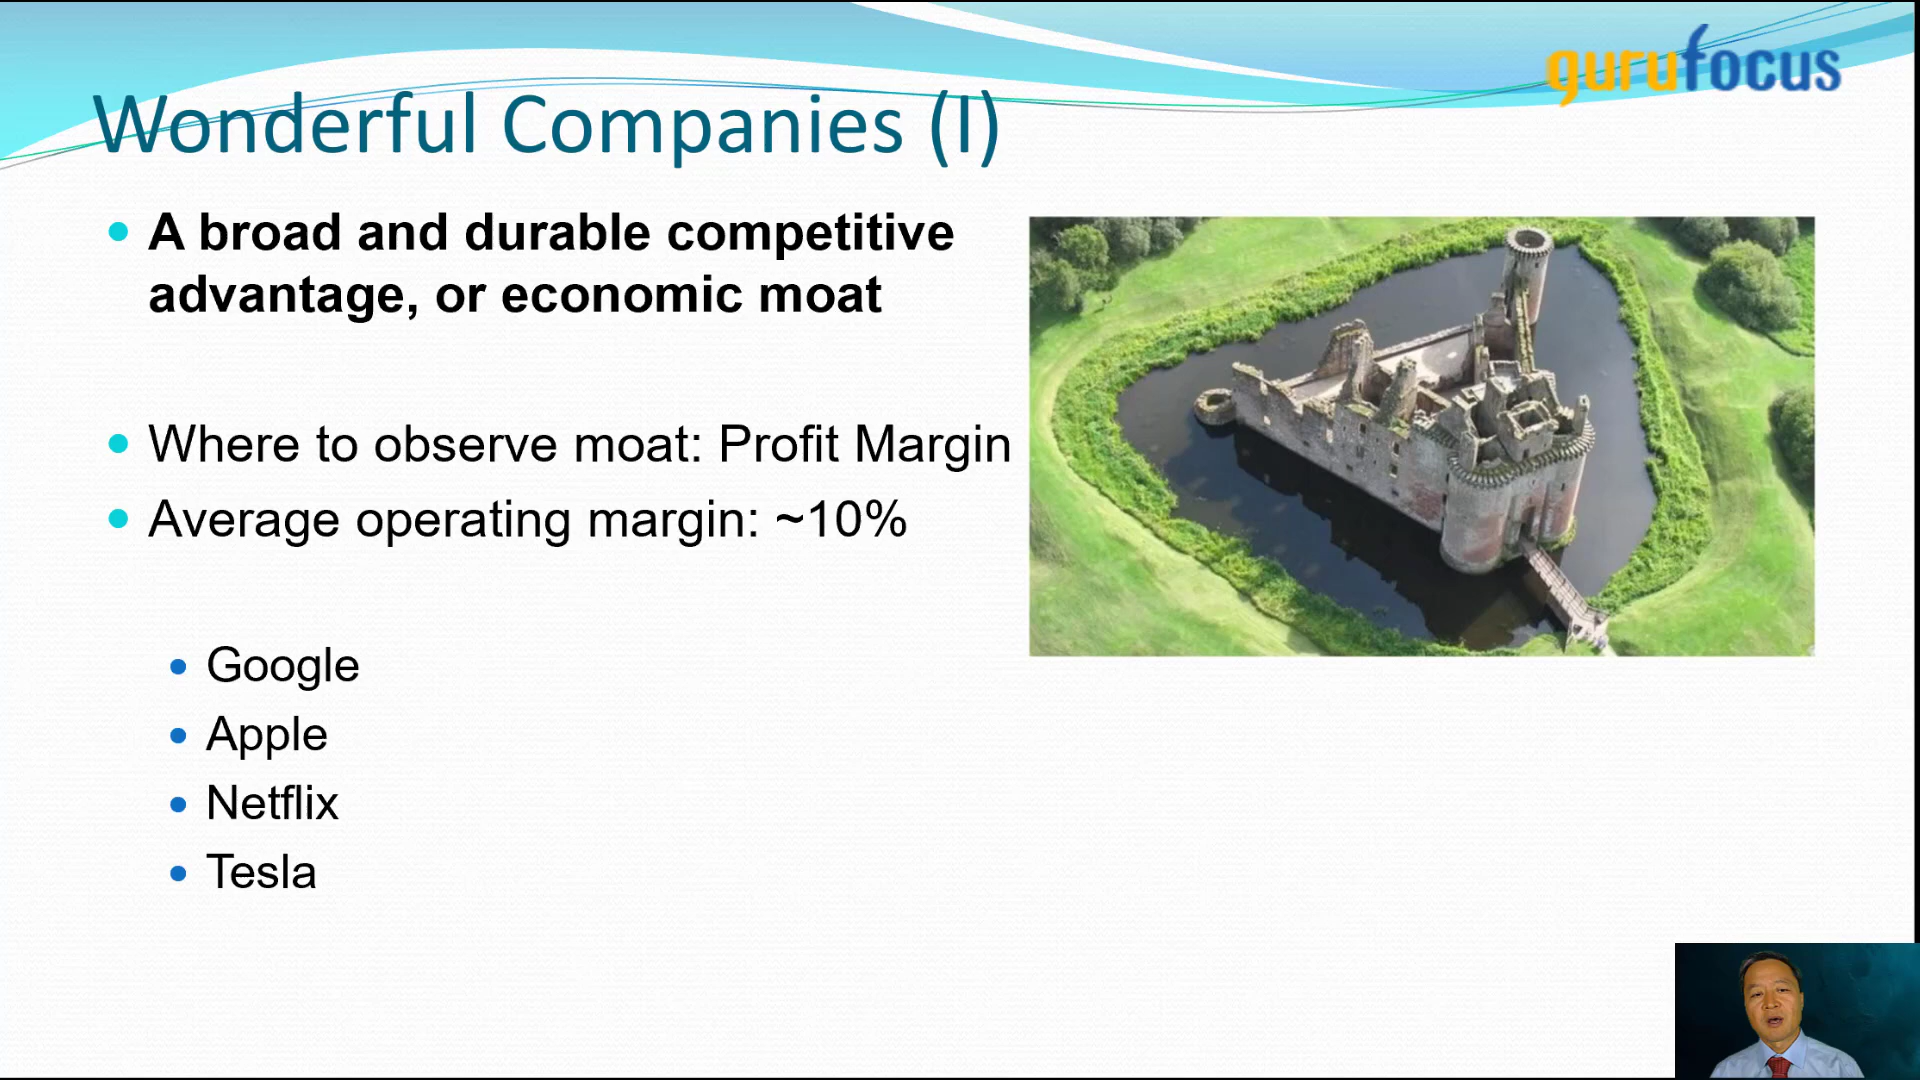 gurufocus
Wonderful Companies (I)
A broad and durable competitive
advantage, or economic moat
Where to observe moat: Profit Margin
Average operating margin: ~10%
Google
Apple
Netflix
Tesla